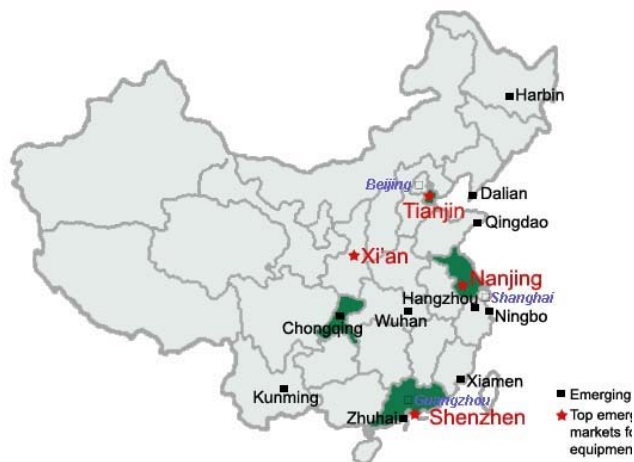 Harbin
Beijing
Dalian
Tianjin
Qingdao
Xi'an
Nanjing
Shanghai
Hangzhou
Chongqing
Wuhan
Ningbo
Xiamen
Kunming
Guangzhou
Zhuhai
Shenzhen
Emerging
Top emerg
markets fo
equipment